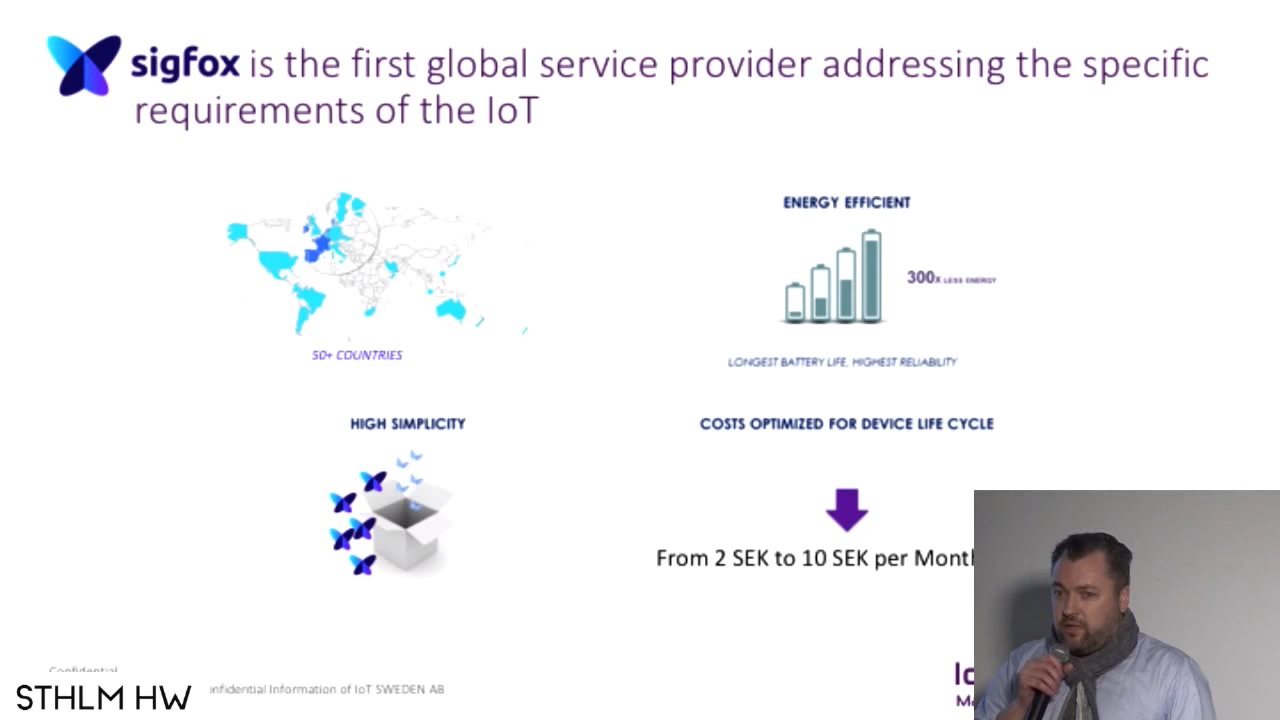 sigfox is the first global service provider addressing the specific
requirements of the IoT
ENERGY EFFICIENT
300x LESS ENERGY
50+ COUNTRIES
LONGEST BATTERY LIFE, HIGHEST RELIABILITY
HIGH SIMPLICITY
COSTS OPTIMIZED FOR DEVICE LIFE CYCLE
From 2 SEK to 10 SEK per Month
Confidential
nfidential Information of IoT SWEDEN AB
STHLM HW